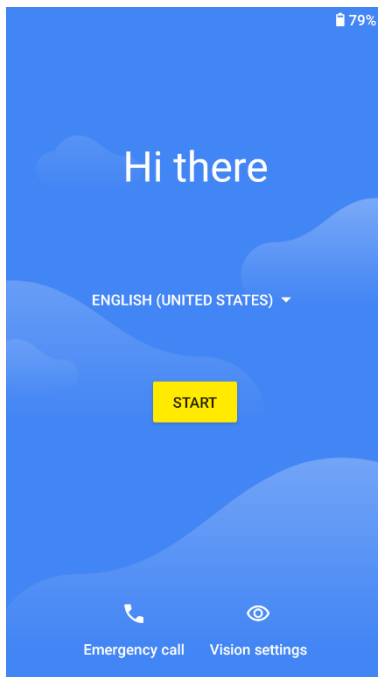 79%
Hi there
ENGLISH (UNITED STATES)
START
Emergency call Vision settings